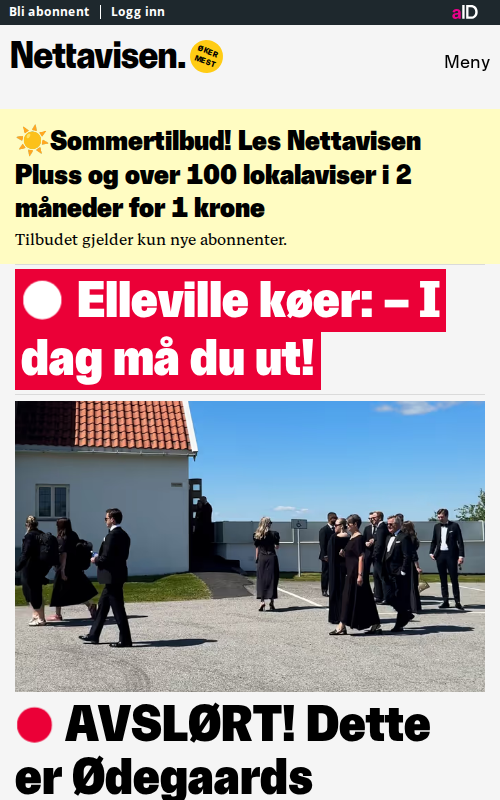 Bli abonnent | Logg inn
aID
Nettavisen.
ØKER
MEST
Meny
☀️Sommertilbud! Les Nettavisen
Pluss og over 100 lokalaviser i 2
måneder for 1 krone
Tilbudet gjelder kun nye abonnenter.
Elleville køer: – I
dag må du ut!
AVSLØRT! Dette
er Ødegaards